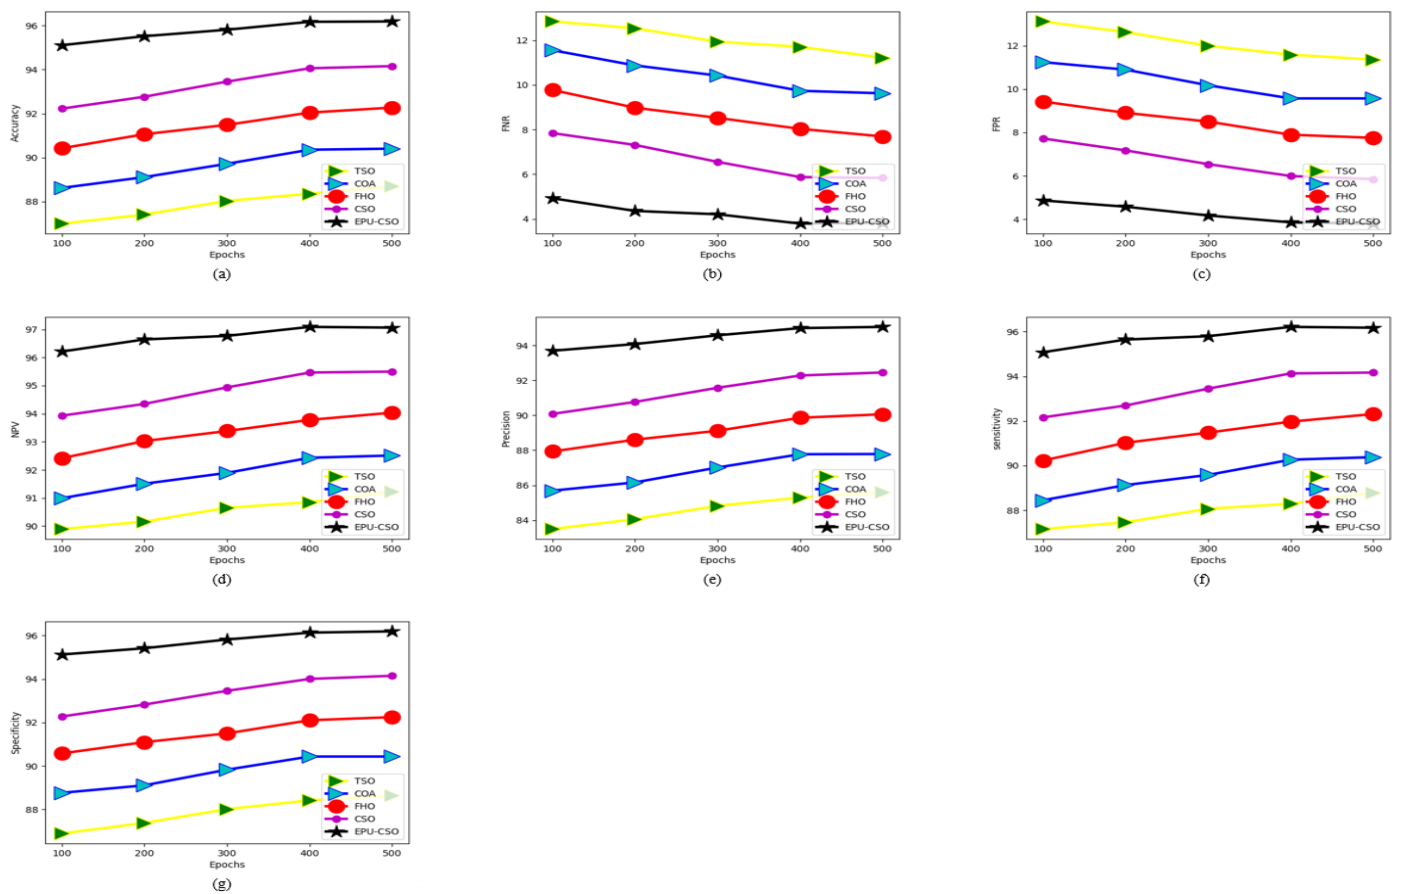 96
94
92
90
88
Accuracy
TSO
COA
FHO
CSO
EPU-CSO
100 200 300 400 500
Epochs
(a)
12
10
8
6
4
FNR
TSO
COA
FHO
CSO
EPU-CSO
100 200 300 400 500
Epochs
(b)
12
10
8
6
4
FPR
TSO
COA
FHO
CSO
EPU-CSO
100 200 300 400 500
Epochs
(c)
97
96
95
94
93
92
91
90
NPV
TSO
COA
FHO
CSO
EPU-CSO
100 200 300 400 500
Epochs
(d)
94
92
90
88
86
84
Precision
TSO
COA
FHO
CSO
EPU-CSO
100 200 300 400 500
Epochs
(e)
96
94
92
90
88
sensitivity
TSO
COA
FHO
CSO
EPU-CSO
100 200 300 400 500
Epochs
(f)
96
94
92
90
88
Specificity
TSO
COA
FHO
CSO
EPU-CSO
100 200 300 400 500
Epochs
(g)